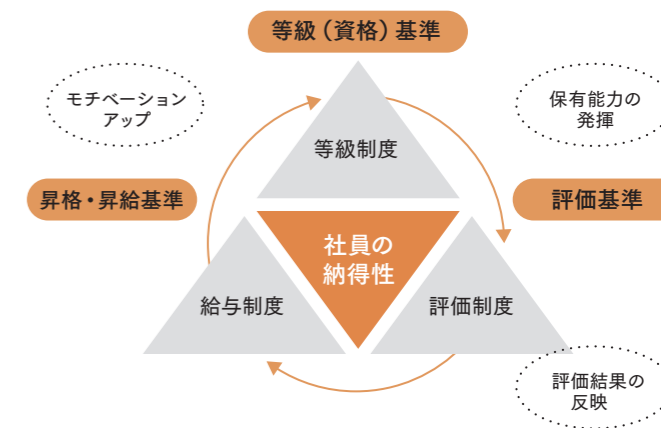 等級（資格）基準
モチベーション
アップ
保有能力の
発揮
等級制度
昇格・昇給基準
評価基準
社員の
納得性
給与制度
評価制度
評価結果の
反映